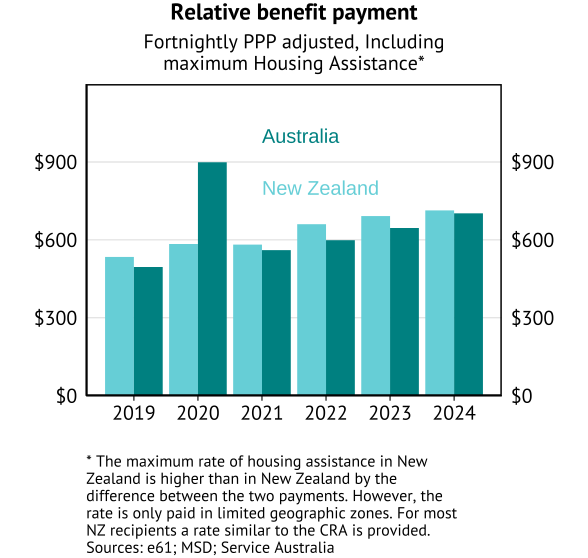 Relative benefit payment
Fortnightly PPP adjusted, Including
maximum Housing Assistance*
Australia
New Zealand
$900
$600
$300
$0
$900
$600
$300
$0
2019 2020 2021 2022 2023 2024
* The maximum rate of housing assistance in New
Zealand is higher than in New Zealand by the
difference between the two payments. However, the
rate is only paid in limited geographic zones. For most
NZ recipients a rate similar to the CRA is provided.
Sources: e61; MSD; Service Australia